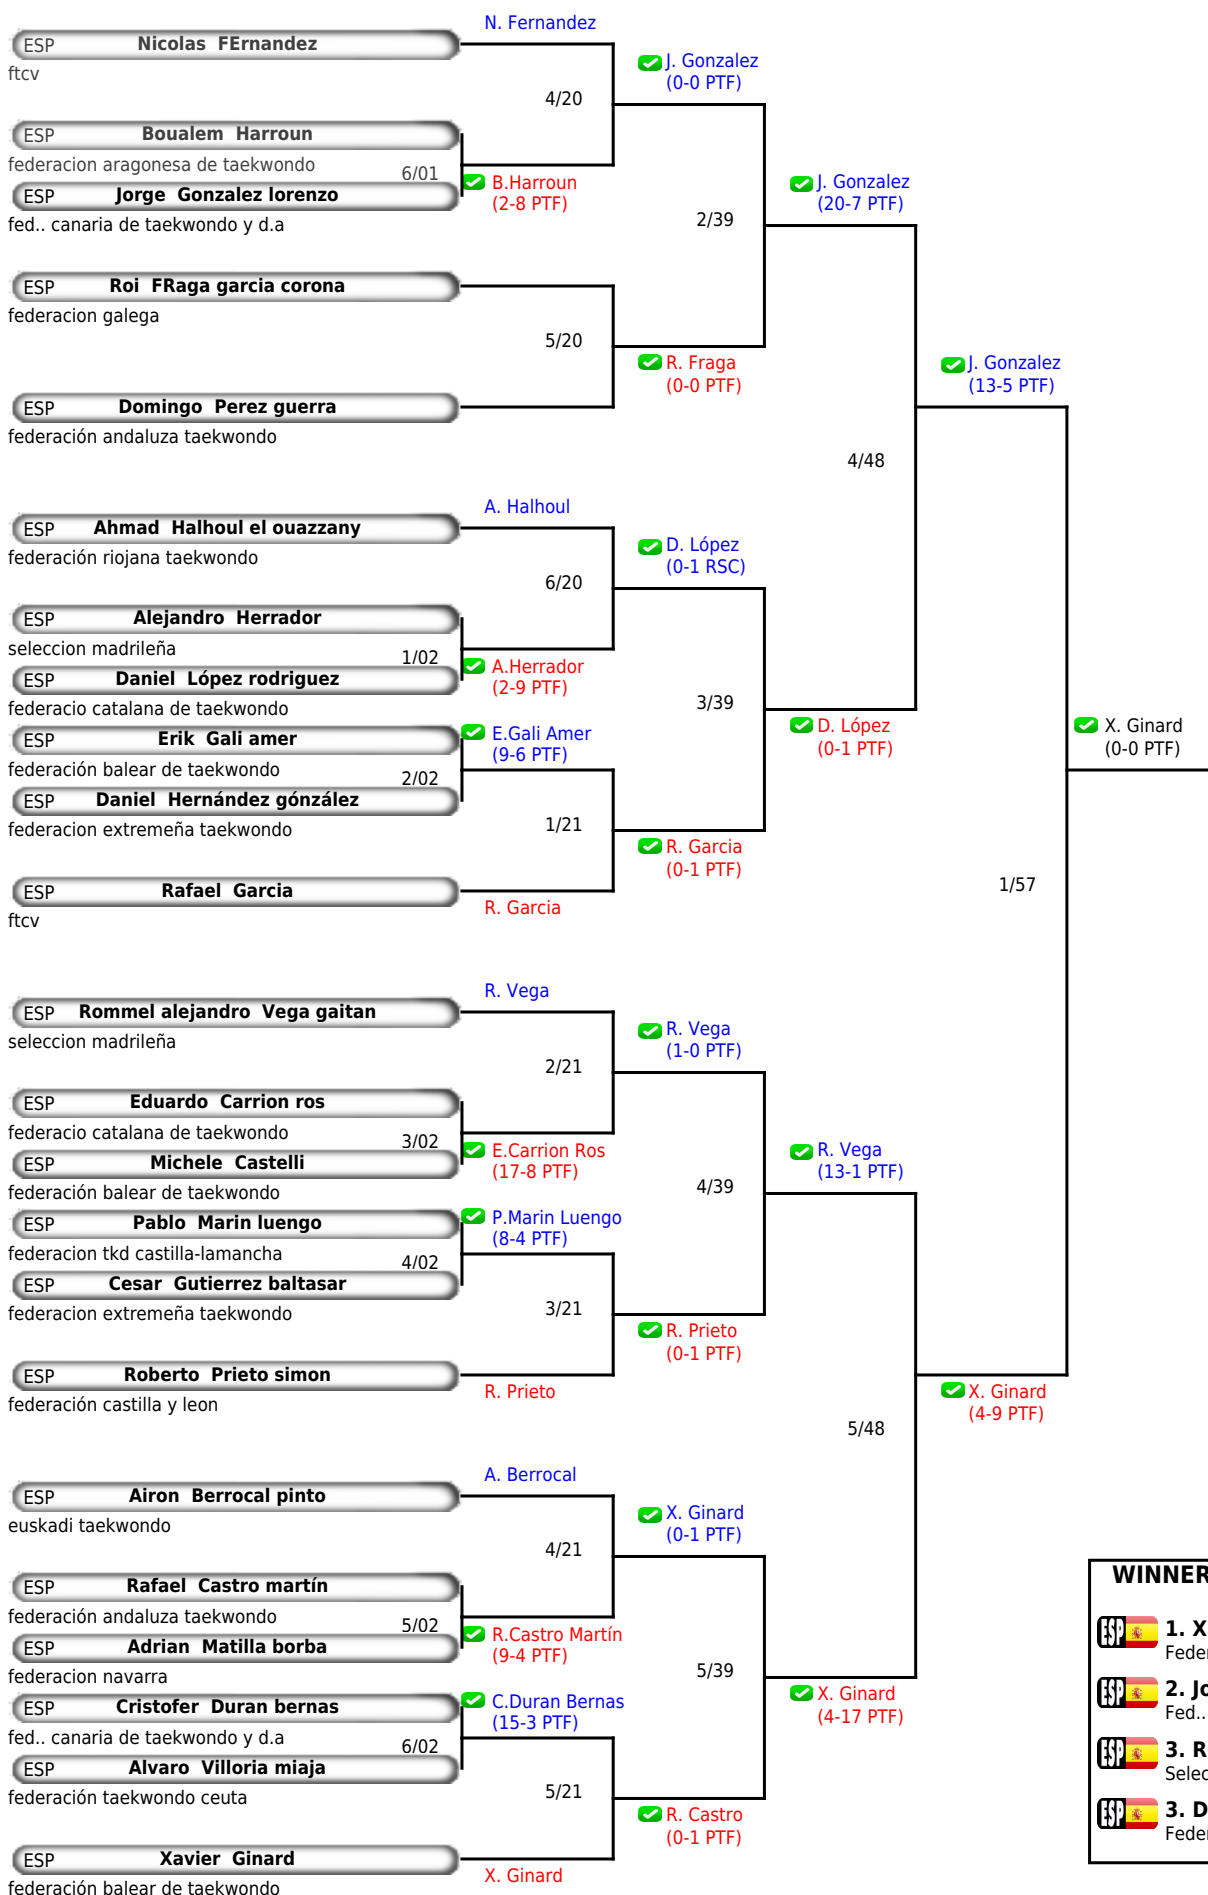 N. Fernandez
ESP Nicolas FErnandez
ftcv
J. Gonzalez
(0-0 PTF)
4/20
ESP Boualem Harroun
federacion aragonesa de taekwondo
6/01
B.Harroun
(2-8 PTF)
ESP Jorge Gonzalez lorenzo
fed.. canaria de taekwondo y d.a
J. Gonzalez
(20-7 PTF)
2/39
ESP Roi FRaga garcia corona
federacion galega
5/20
R. Fraga
(0-0 PTF)
J. Gonzalez
(13-5 PTF)
ESP Domingo Perez guerra
federación andaluza taekwondo
4/48
A. Halhoul
ESP Ahmad Halhoul el ouazzany
federación riojana taekwondo
D. López
(0-1 RSC)
6/20
ESP Alejandro Herrador
seleccion madrileña
1/02
A.Herrador
(2-9 PTF)
ESP Daniel López rodriguez
federacio catalana de taekwondo
3/39
D. López
(0-1 PTF)
X. Ginard
(0-0 PTF)
ESP Erik Gali amer
E.Gali Amer
(9-6 PTF)
federación balear de taekwondo
2/02
ESP Daniel Hernández gónzález
federacion extremeña taekwondo
1/21
R. Garcia
(0-1 PTF)
ESP Rafael Garcia
R. Garcia
ftcv
1/57
R. Vega
ESP Rommel alejandro Vega gaitan
seleccion madrileña
R. Vega
(1-0 PTF)
2/21
ESP Eduardo Carrion ros
federacio catalana de taekwondo
3/02
E.Carrion Ros
(17-8 PTF)
ESP Michele Castelli
federación balear de taekwondo
R. Vega
(13-1 PTF)
4/39
ESP Pablo Marin luengo
P.Marin Luengo
(8-4 PTF)
federacion tkd castilla-lamancha
4/02
ESP Cesar Gutierrez baltasar
federacion extremeña taekwondo
3/21
R. Prieto
(0-1 PTF)
ESP Roberto Prieto simon
R. Prieto
federación castilla y leon
X. Ginard
(4-9 PTF)
5/48
A. Berrocal
ESP Airon Berrocal pinto
euskadi taekwondo
X. Ginard
(0-1 PTF)
4/21
ESP Rafael Castro martín
federación andaluza taekwondo
5/02
R.Castro Martín
(9-4 PTF)
ESP Adrian Matilla borba
federacion navarra
5/39
X. Ginard
(4-17 PTF)
ESP Cristofer Duran bernas
C.Duran Bernas
(15-3 PTF)
fed.. canaria de taekwondo y d.a
6/02
ESP Alvaro Villoria miaja
federación taekwondo ceuta
5/21
R. Castro
(0-1 PTF)
ESP Xavier Ginard
X. Ginard
federación balear de taekwondo
WINNER
ESP 1. X
Feder
ESP 2. Jo
Fed..
ESP 3. R
Selec
ESP 3. D
Feder